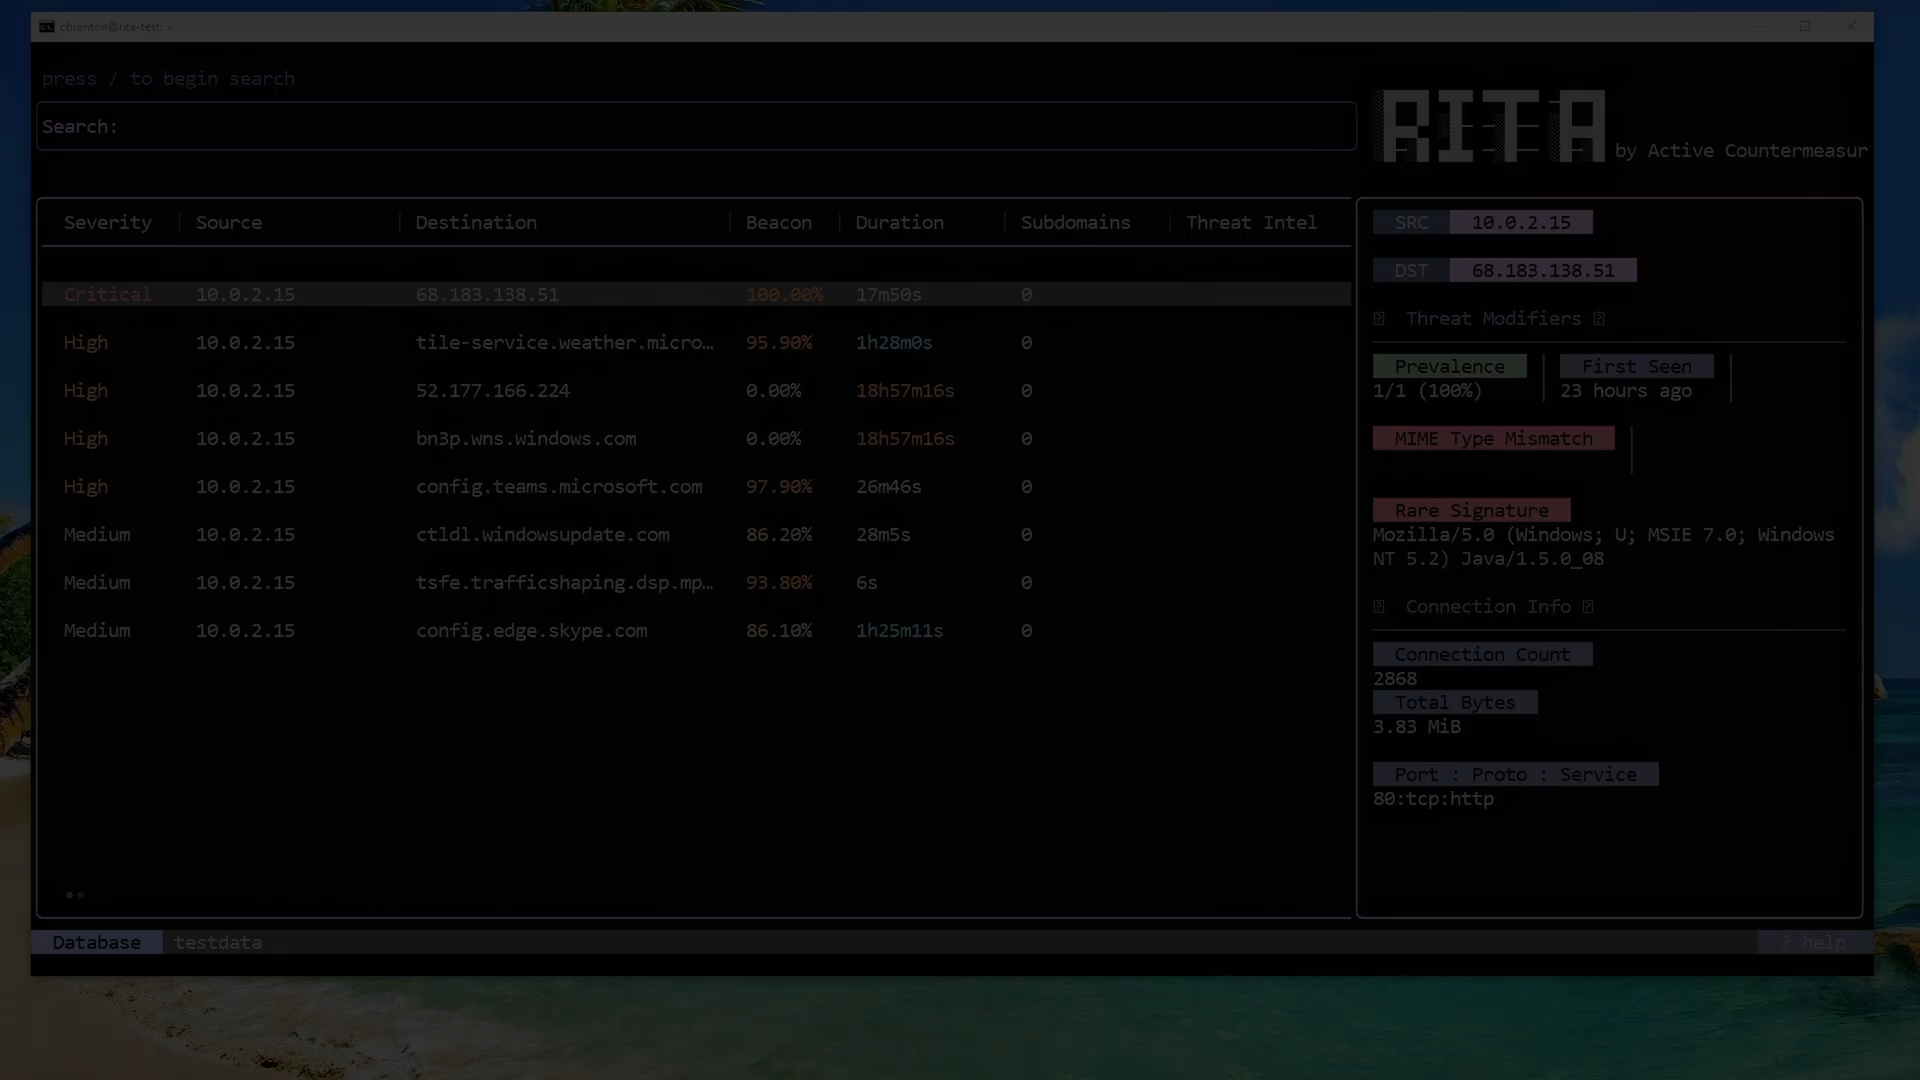 cbrenton@rita-test: ~
press / to begin search
Search:
RITA by Active Countermeasur
Severity Source Destination Beacon Duration Subdomains Threat Intel
Critical 10.0.2.15 68.183.138.51 100.00% 17m50s 0
High 10.0.2.15 tile-service.weather.micro… 95.90% 1h28m0s 0
High 10.0.2.15 52.177.166.224 0.00% 18h57m16s 0
High 10.0.2.15 bn3p.wns.windows.com 0.00% 18h57m16s 0
High 10.0.2.15 config.teams.microsoft.com 97.90% 26m46s 0
Medium 10.0.2.15 ctldl.windowsupdate.com 86.20% 28m5s 0
Medium 10.0.2.15 tsfe.trafficshaping.dsp.mp… 93.80% 6s 0
Medium 10.0.2.15 config.edge.skype.com 86.10% 1h25m11s 0
SRC 10.0.2.15
DST 68.183.138.51
Threat Modifiers
Prevalence First Seen
1/1 (100%) 23 hours ago
MIME Type Mismatch
Rare Signature
Mozilla/5.0 (Windows; U; MSIE 7.0; Windows
NT 5.2) Java/1.5.0_08
Connection Info
Connection Count
2868
Total Bytes
3.83 MiB
Port : Proto : Service
80:tcp:http
Database testdata
? help